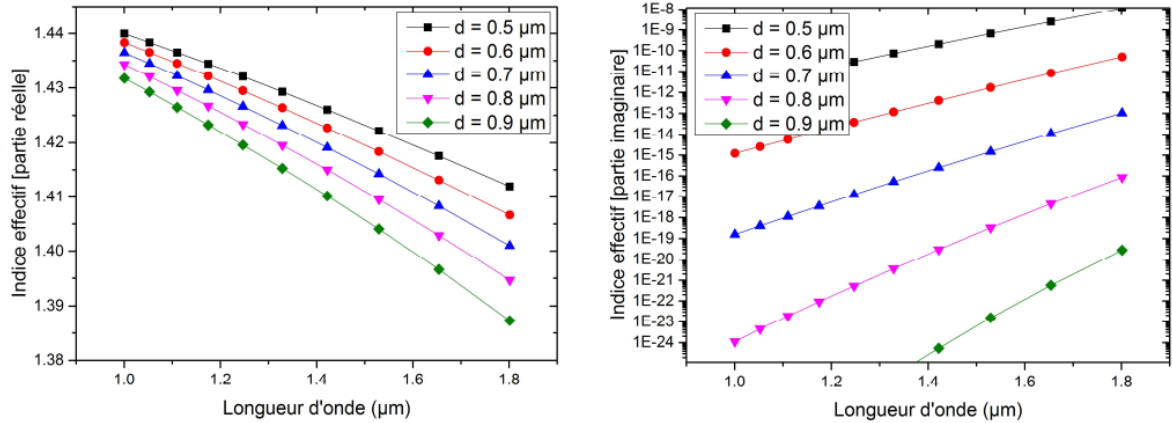 Indice effectif [partie réelle]
1.44
1.43
1.42
1.41
1.40
1.39
1.38
d = 0.5 µm
d = 0.6 µm
d = 0.7 µm
d = 0.8 µm
d = 0.9 µm
1.0
1.2
1.4
1.6
1.8
Longueur d'onde (µm)
Indice effectif [partie imaginaire]
1E-8
1E-9
1E-10
1E-11
1E-12
1E-13
1E-14
1E-15
1E-16
1E-17
1E-18
1E-19
1E-20
1E-21
1E-22
1E-23
1E-24
d = 0.5 µm
d = 0.6 µm
d = 0.7 µm
d = 0.8 µm
d = 0.9 µm
1.0
1.2
1.4
1.6
1.8
Longueur d'onde (µm)